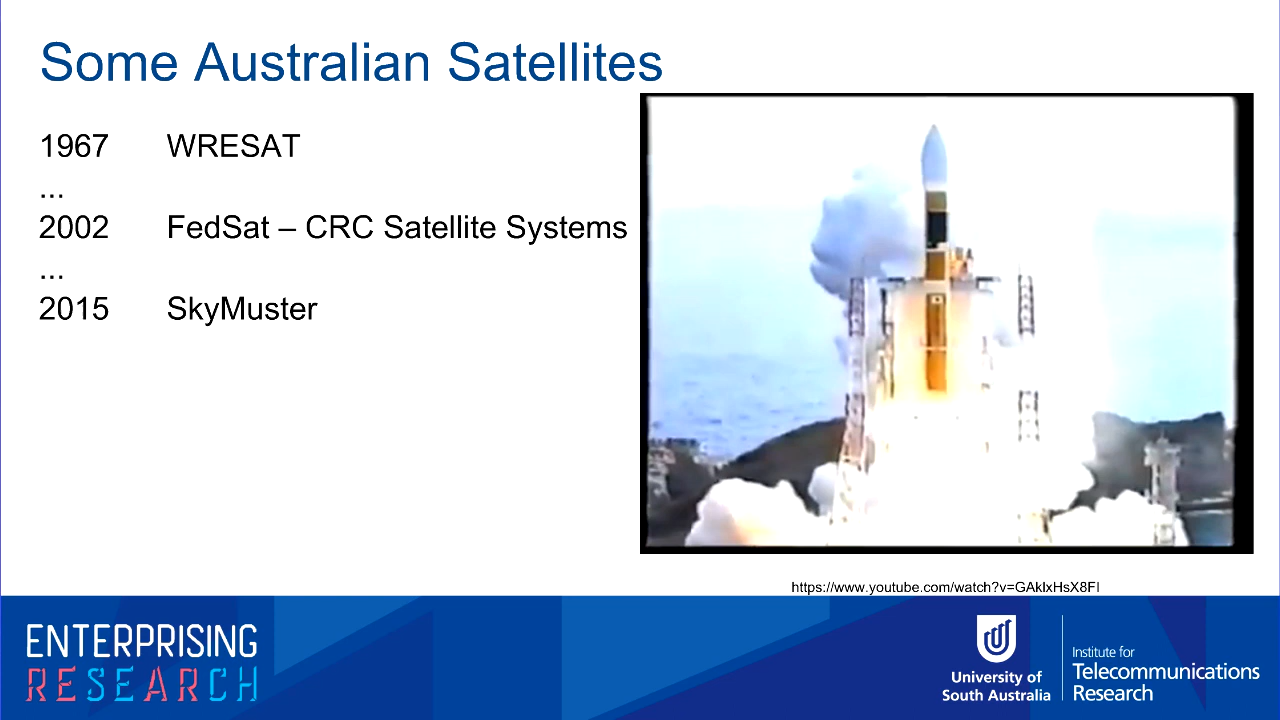 Some Australian Satellites
1967 WRESAT
...
2002 FedSat – CRC Satellite Systems
...
2015 SkyMuster
https://www.youtube.com/watch?v=GAkIxHsX8FI
ENTERPRISING
RESEARCH
University of
South Australia
Institute for
Telecommunications
Research